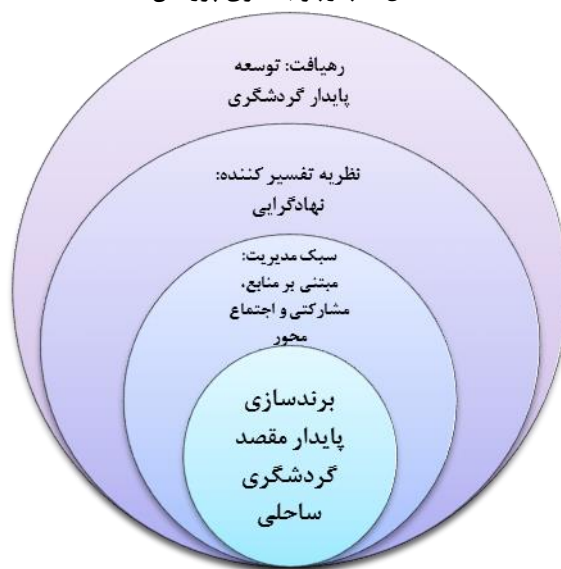 رهیافت: توسعه
پایدار گردشگری
نظریه تفسیر کننده:
نهادگرایی
سبک مدیریت:
مبتنی بر منابع،
مشارکتی و اجتماع
محور
برندسازی
پایدار مقصد
گردشگری
ساحلی